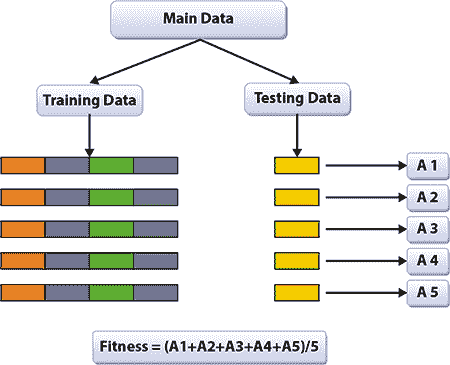 Main Data
Training Data
Testing Data
A 1
A 2
A 3
A 4
A 5
Fitness = (A1+A2+A3+A4+A5)/5